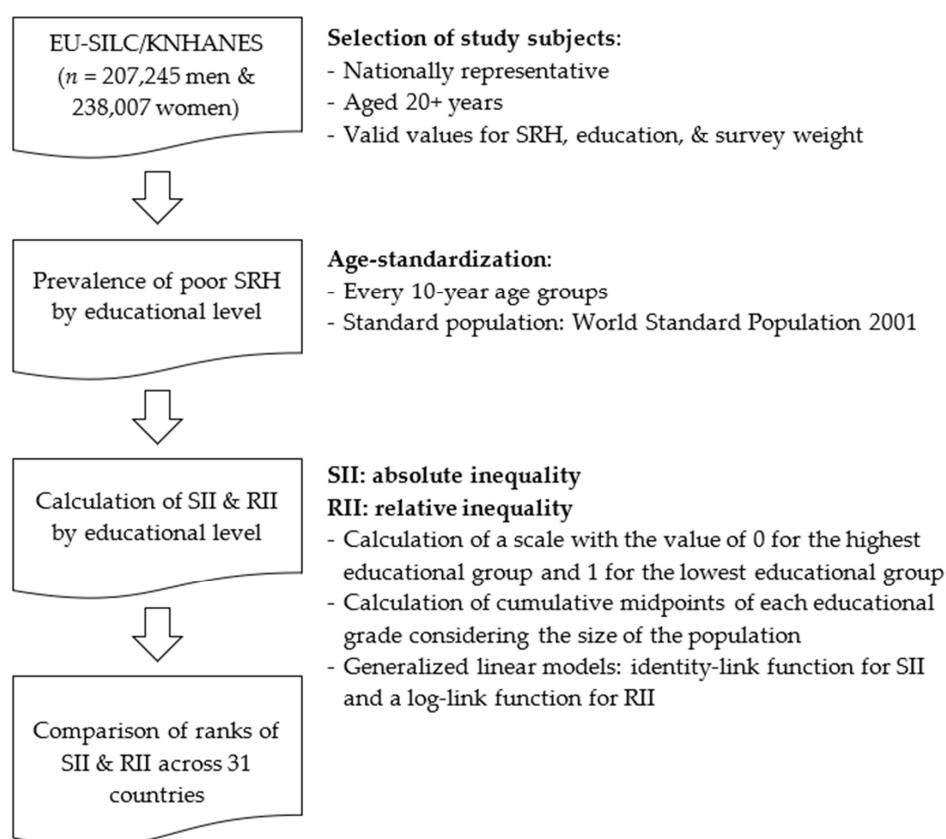 EU-SILC/KNHANES
(n = 207,245 men &
238,007 women)
Selection of study subjects:
- Nationally representative
- Aged 20+ years
- Valid values for SRH, education, & survey weight
Prevalence of poor SRH
by educational level
Age-standardization:
- Every 10-year age groups
- Standard population: World Standard Population 2001
Calculation of SII & RII
by educational level
SII: absolute inequality
RII: relative inequality
- Calculation of a scale with the value of 0 for the highest
educational group and 1 for the lowest educational group
- Calculation of cumulative midpoints of each educational
grade considering the size of the population
- Generalized linear models: identity-link function for SII
and a log-link function for RII
Comparison of ranks of
SII & RII across 31
countries